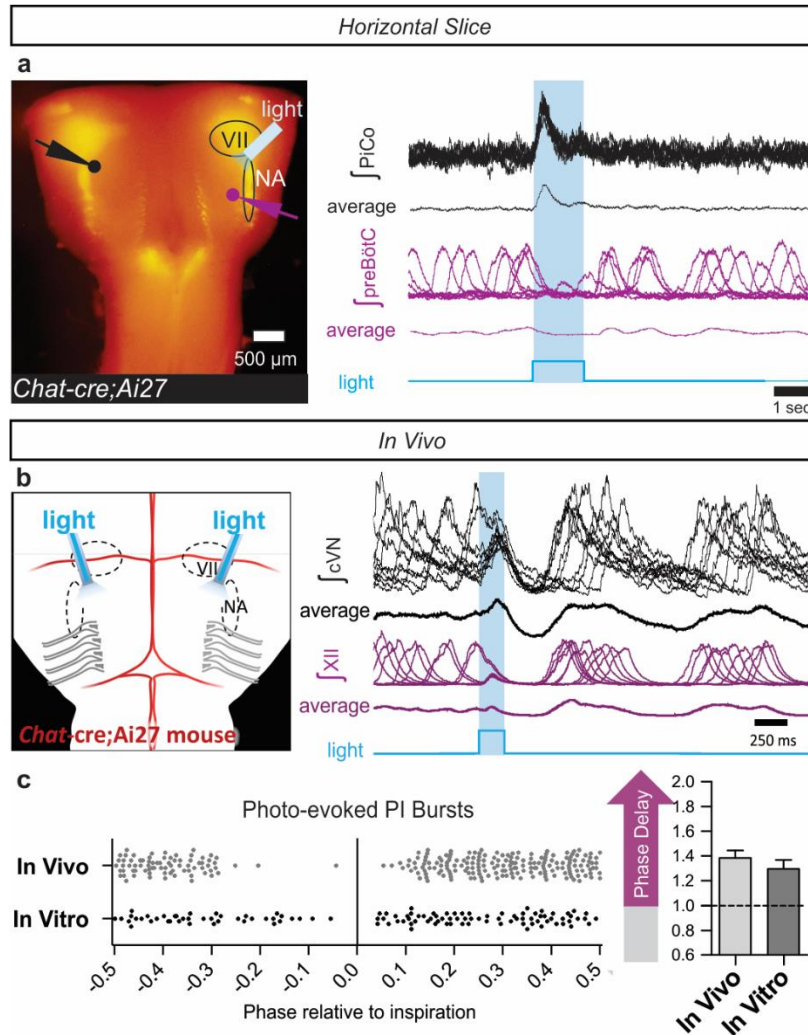 Horizontal Slice
a
light
VII
NA
500 µm
Chat-cre;Ai27
∫PiCo
average
∫preBötC
average
light
1 sec
In Vivo
b
light
light
VII
NA
Chat-cre;Ai27 mouse
∫cVN
average
∫XII
average
light
250 ms
c
Photo-evoked PI Bursts
In Vivo
In Vitro
-0.5
-0.4
-0.3
-0.2
-0.1
0.0
0.1
0.2
0.3
0.4
0.5
Phase relative to inspiration
Phase Delay
2.0
1.8
1.6
1.4
1.2
1.0
0.8
0.6
In Vivo
In Vitro